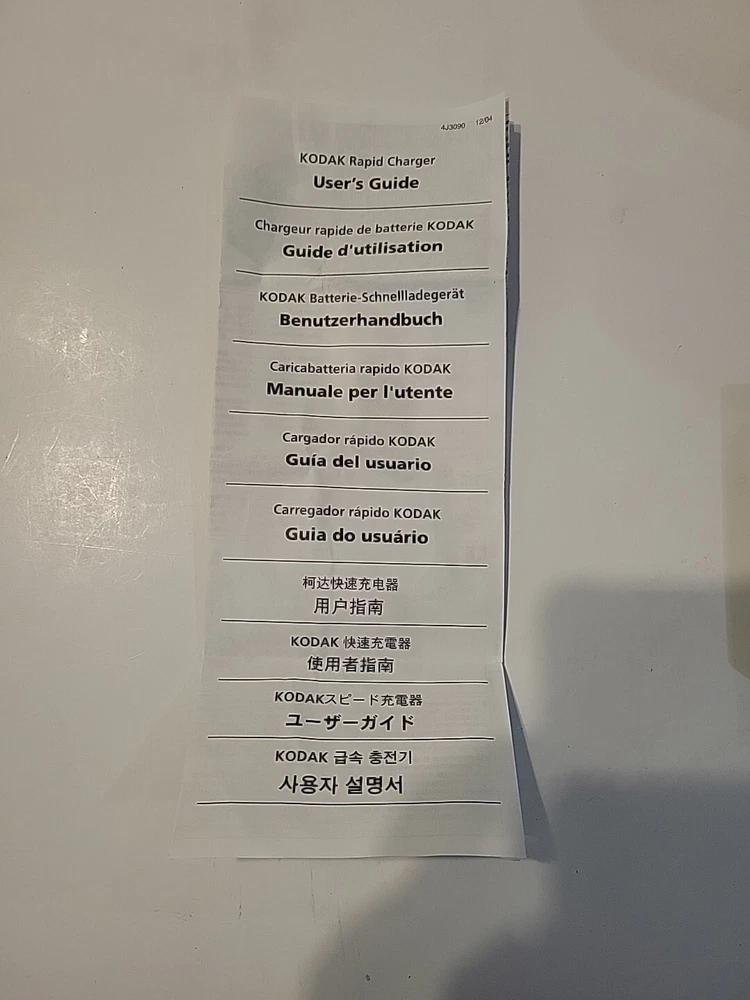 4J3090 12/04
KODAK Rapid Charger
User's Guide
Chargeur rapide de batterie KODAK
Guide d'utilisation
KODAK Batterie-Schnellladegerät
Benutzerhandbuch
Caricabatteria rapido KODAK
Manuale per l'utente
Cargador rápido KODAK
Guía del usuario
Carregador rápido KODAK
Guia do usuário
柯达快速充电器
用户指南
KODAK 快速充電器
使用者指南
KODAKスピード充電器
ユーザーガイド
KODAK 급속 충전기
사용자 설명서